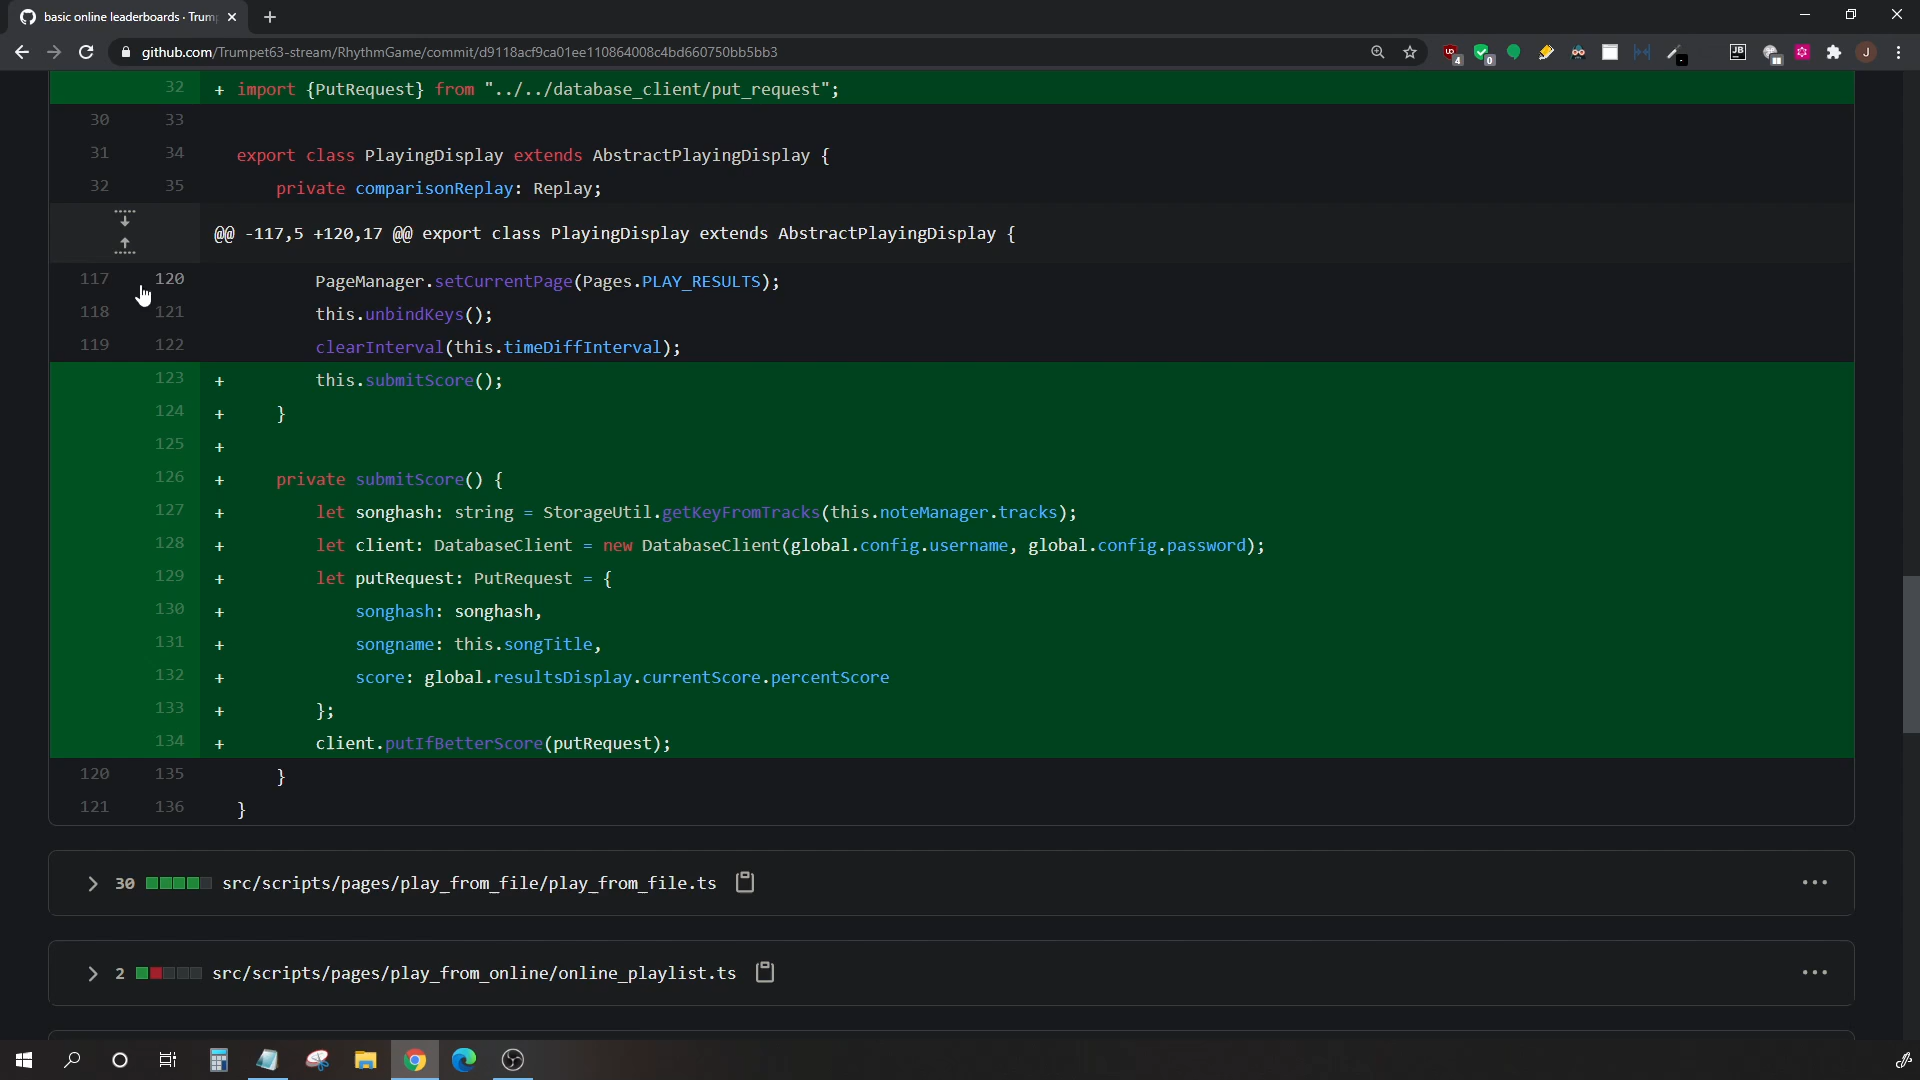 basic online leaderboards · Trump
github.com/Trumpet63-stream/RhythmGame/commit/d9118acf9ca01ee110864008c4bd660750bb5bb3
4
0
JB
J
32 + import {PutRequest} from "../../database_client/put_request";
30 33
31 34 export class PlayingDisplay extends AbstractPlayingDisplay {
32 35 private comparisonReplay: Replay;
@@ -117,5 +120,17 @@ export class PlayingDisplay extends AbstractPlayingDisplay {
117 120 PageManager.setCurrentPage(Pages.PLAY_RESULTS);
118 121 this.unbindKeys();
119 122 clearInterval(this.timeDiffInterval);
123 + this.submitScore();
124 + }
125 +
126 + private submitScore() {
127 + let songhash: string = StorageUtil.getKeyFromTracks(this.noteManager.tracks);
128 + let client: DatabaseClient = new DatabaseClient(global.config.username, global.config.password);
129 + let putRequest: PutRequest = {
130 + songhash: songhash,
131 + songname: this.songTitle,
132 + score: global.resultsDisplay.currentScore.percentScore
133 + };
134 + client.putIfBetterScore(putRequest);
120 135 }
121 136 }
30 src/scripts/pages/play_from_file/play_from_file.ts
2 src/scripts/pages/play_from_online/online_playlist.ts